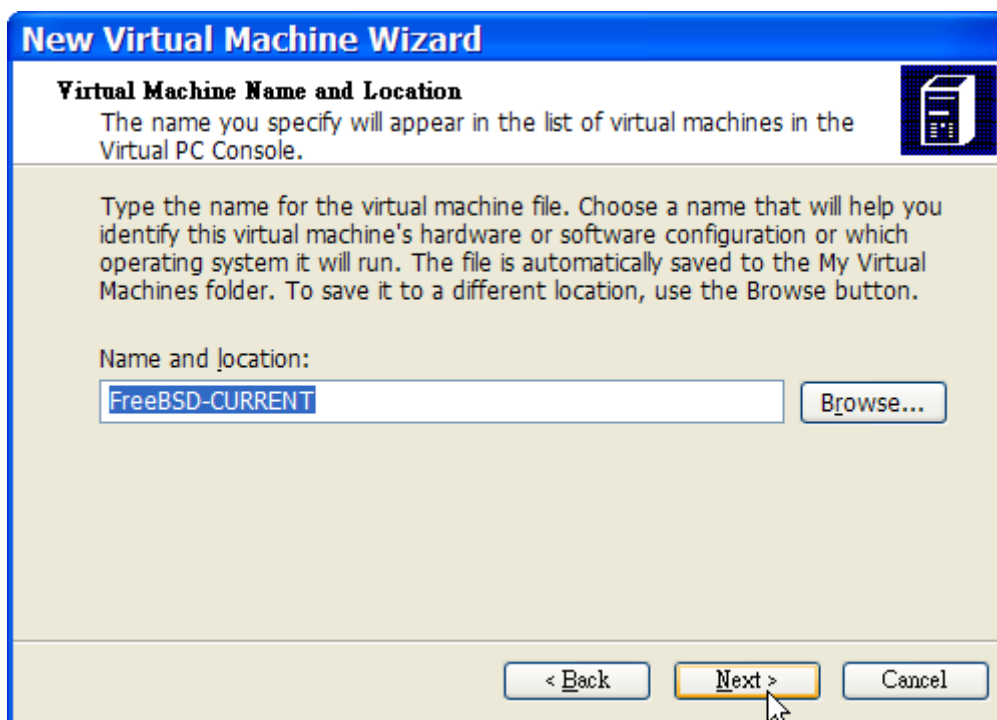 New Virtual Machine Wizard
Virtual Machine Name and Location
The name you specify will appear in the list of virtual machines in the
Virtual PC Console.
Type the name for the virtual machine file. Choose a name that will help you
identify this virtual machine's hardware or software configuration or which
operating system it will run. The file is automatically saved to the My Virtual
Machines folder. To save it to a different location, use the Browse button.
Name and location:
FreeBSD-CURRENT
Browse...
< Back
Next >
Cancel